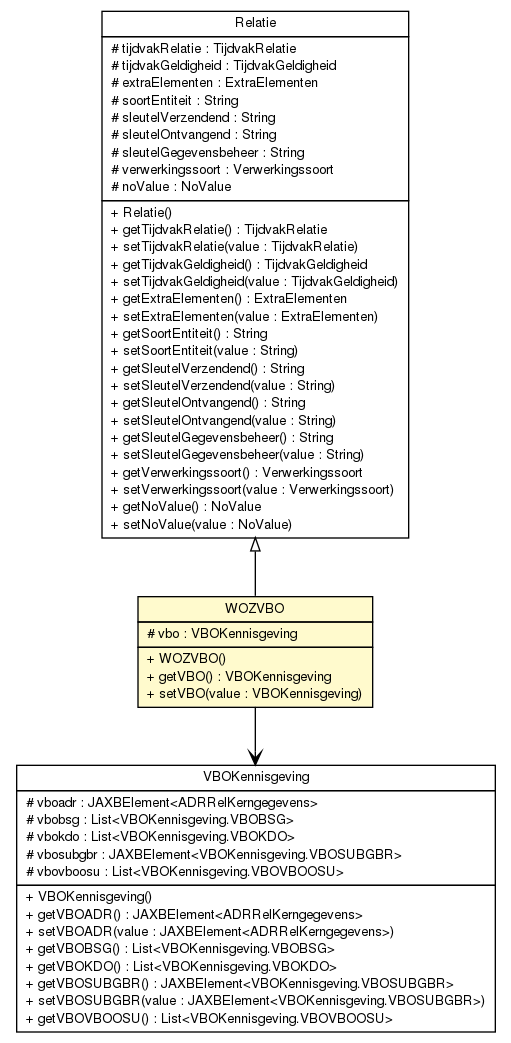 Relatie
# tijdvakRelatie : TijdvakRelatie
# tijdvakGeldigheid : TijdvakGeldigheid
# extraElementen : ExtraElementen
# soortEntiteit : String
# sleutelVerzendend : String
# sleutelOntvangend : String
# sleutelGegevensbeheer : String
# verwerkingssoort : Verwerkingssoort
# noValue : NoValue
+ Relatie()
+ getTijdvakRelatie() : TijdvakRelatie
+ setTijdvakRelatie(value : TijdvakRelatie)
+ getTijdvakGeldigheid() : TijdvakGeldigheid
+ setTijdvakGeldigheid(value : TijdvakGeldigheid)
+ getExtraElementen() : ExtraElementen
+ setExtraElementen(value : ExtraElementen)
+ getSoortEntiteit() : String
+ setSoortEntiteit(value : String)
+ getSleutelVerzendend() : String
+ setSleutelVerzendend(value : String)
+ getSleutelOntvangend() : String
+ setSleutelOntvangend(value : String)
+ getSleutelGegevensbeheer() : String
+ setSleutelGegevensbeheer(value : String)
+ getVerwerkingssoort() : Verwerkingssoort
+ setVerwerkingssoort(value : Verwerkingssoort)
+ getNoValue() : NoValue
+ setNoValue(value : NoValue)
WOZVBO
# vbo : VBOKennisgeving
+ WOZVBO()
+ getVBO() : VBOKennisgeving
+ setVBO(value : VBOKennisgeving)
VBOKennisgeving
# vboadr : JAXBElement<ADRRelKerngegevens>
# vbobsg : List<VBOKennisgeving.VBOBSG>
# vbokdo : List<VBOKennisgeving.VBOKDO>
# vbosubgbr : JAXBElement<VBOKennisgeving.VBOSUBGBR>
# vbovboosu : List<VBOKennisgeving.VBOVBOOSU>
+ VBOKennisgeving()
+ getVBOADR() : JAXBElement<ADRRelKerngegevens>
+ setVBOADR(value : JAXBElement<ADRRelKerngegevens>)
+ getVBOBSG() : List<VBOKennisgeving.VBOBSG>
+ getVBOKDO() : List<VBOKennisgeving.VBOKDO>
+ getVBOSUBGBR() : JAXBElement<VBOKennisgeving.VBOSUBGBR>
+ setVBOSUBGBR(value : JAXBElement<VBOKennisgeving.VBOSUBGBR>)
+ getVBOVBOOSU() : List<VBOKennisgeving.VBOVBOOSU>